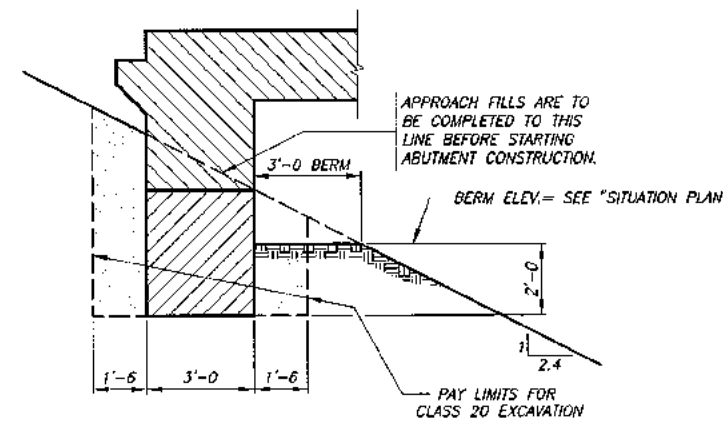 APPROACH FILLS ARE TO
BE COMPLETED TO THIS
LINE BEFORE STARTING
ABUTMENT CONSTRUCTION.
3'-0 BERM
BERM ELEV.= SEE "SITUATION PLAN
2'-0
1
2.4
1'-6
3'-0
1'-6
PAY LIMITS FOR
CLASS 20 EXCAVATION